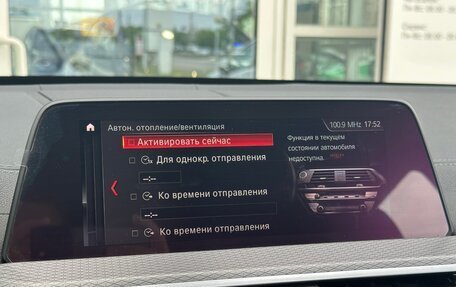 Автон. отопление/вентиляция
100.9 MHz 17:52
Активировать сейчас
Для однокр. отправления
--:--
Ко времени отправления
--:--
Ко времени отправления
Функция в текущем
состоянии автомобиля
недоступна.